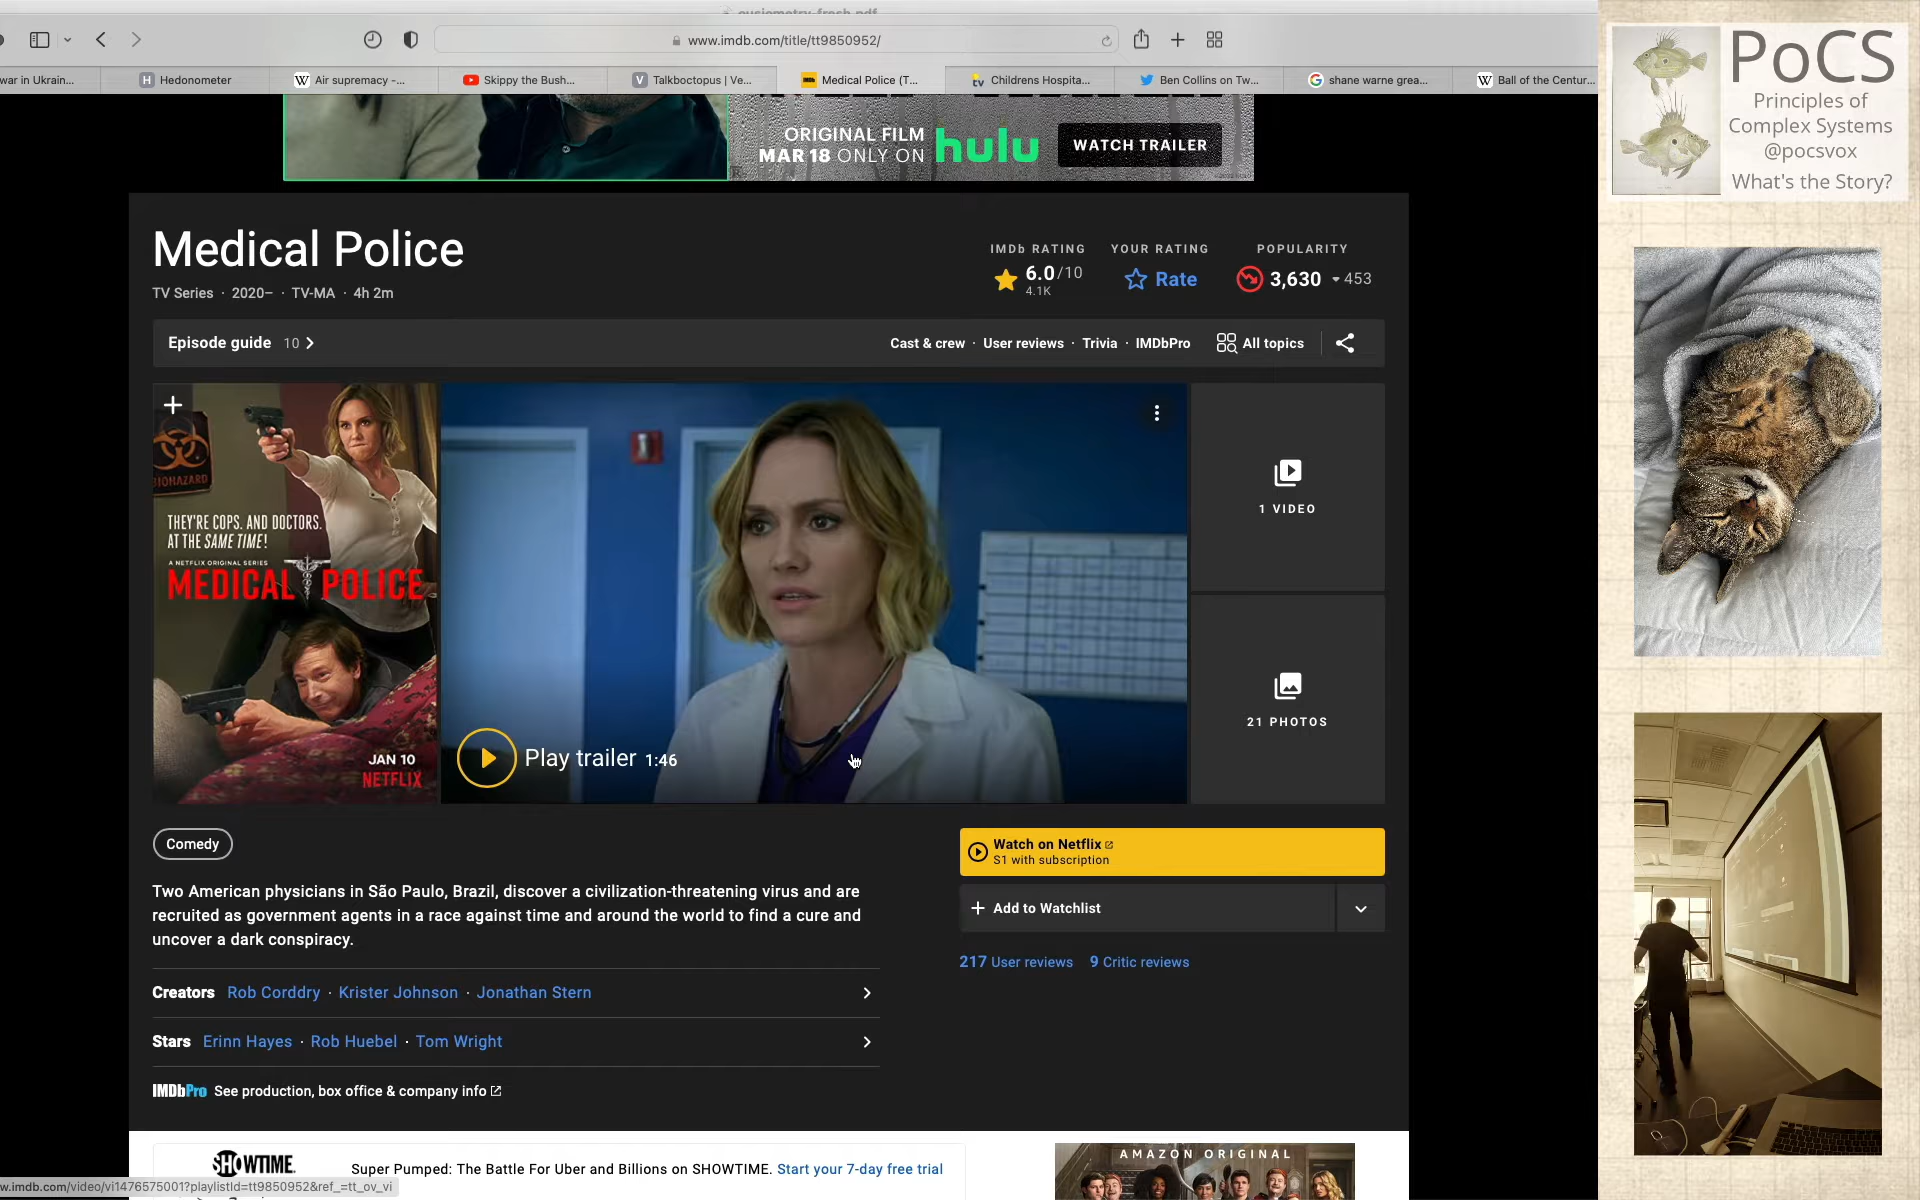 ousiometry-fresh.pdf
www.imdb.com/title/tt9850952/
war in Ukrain...
Hedonometer
Air supremacy -...
Skippy the Bush...
Talkboctopus | Ve...
Medical Police (T...
Childrens Hospita...
Ben Collins on Tw...
shane warne grea...
Ball of the Centur...
ORIGINAL FILM
MAR 18 ONLY ON
hulu
WATCH TRAILER
Medical Police
TV Series · 2020– · TV-MA · 4h 2m
IMDb RATING
6.0/10
4.1K
YOUR RATING
Rate
POPULARITY
3,630
453
Episode guide 10
Cast & crew · User reviews · Trivia · IMDbPro
All topics
BIOHAZARD
THEY'RE COPS. AND DOCTORS.
AT THE SAME TIME!
A NETFLIX ORIGINAL SERIES
MEDICAL POLICE
JAN 10
NETFLIX
Play trailer 1:46
1 VIDEO
21 PHOTOS
Comedy
Two American physicians in São Paulo, Brazil, discover a civilization-threatening virus and are
recruited as government agents in a race against time and around the world to find a cure and
uncover a dark conspiracy.
Creators Rob Corddry · Krister Johnson · Jonathan Stern
Stars Erinn Hayes · Rob Huebel · Tom Wright
IMDbPro See production, box office & company info
Watch on Netflix
S1 with subscription
Add to Watchlist
217 User reviews 9 Critic reviews
SHOWTIME.
Super Pumped: The Battle For Uber and Billions on SHOWTIME. Start your 7-day free trial
AMAZON ORIGINAL
w.imdb.com/video/vi1476575001?playlistId=tt9850952&ref_=tt_ov_vi
PoCS
Principles of
Complex Systems
@pocsvox
What's the Story?